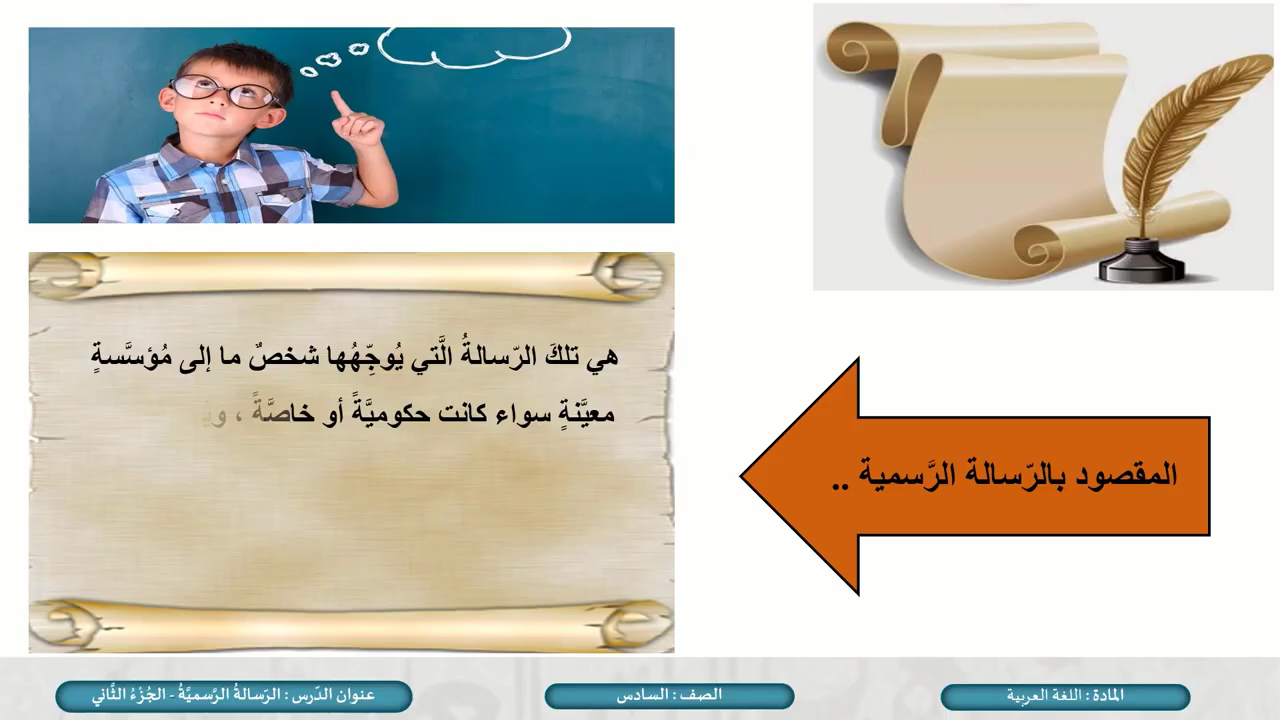 المقصود بالرّسالة الرَّسمية ..
هي تلكَ الرّسالةُ الَّتي يُوجِّهُها شخصٌ ما إلى مُؤسَّسةٍ
معيَّنةٍ سواء كانت حكوميَّةً أو خاصَّةً ،
المادة : اللغة العربية
الصف : السادس
عنوان الدّرس : الرّسالةُ الرَّسميَّةُ - الجُزْءُ الثَّاني